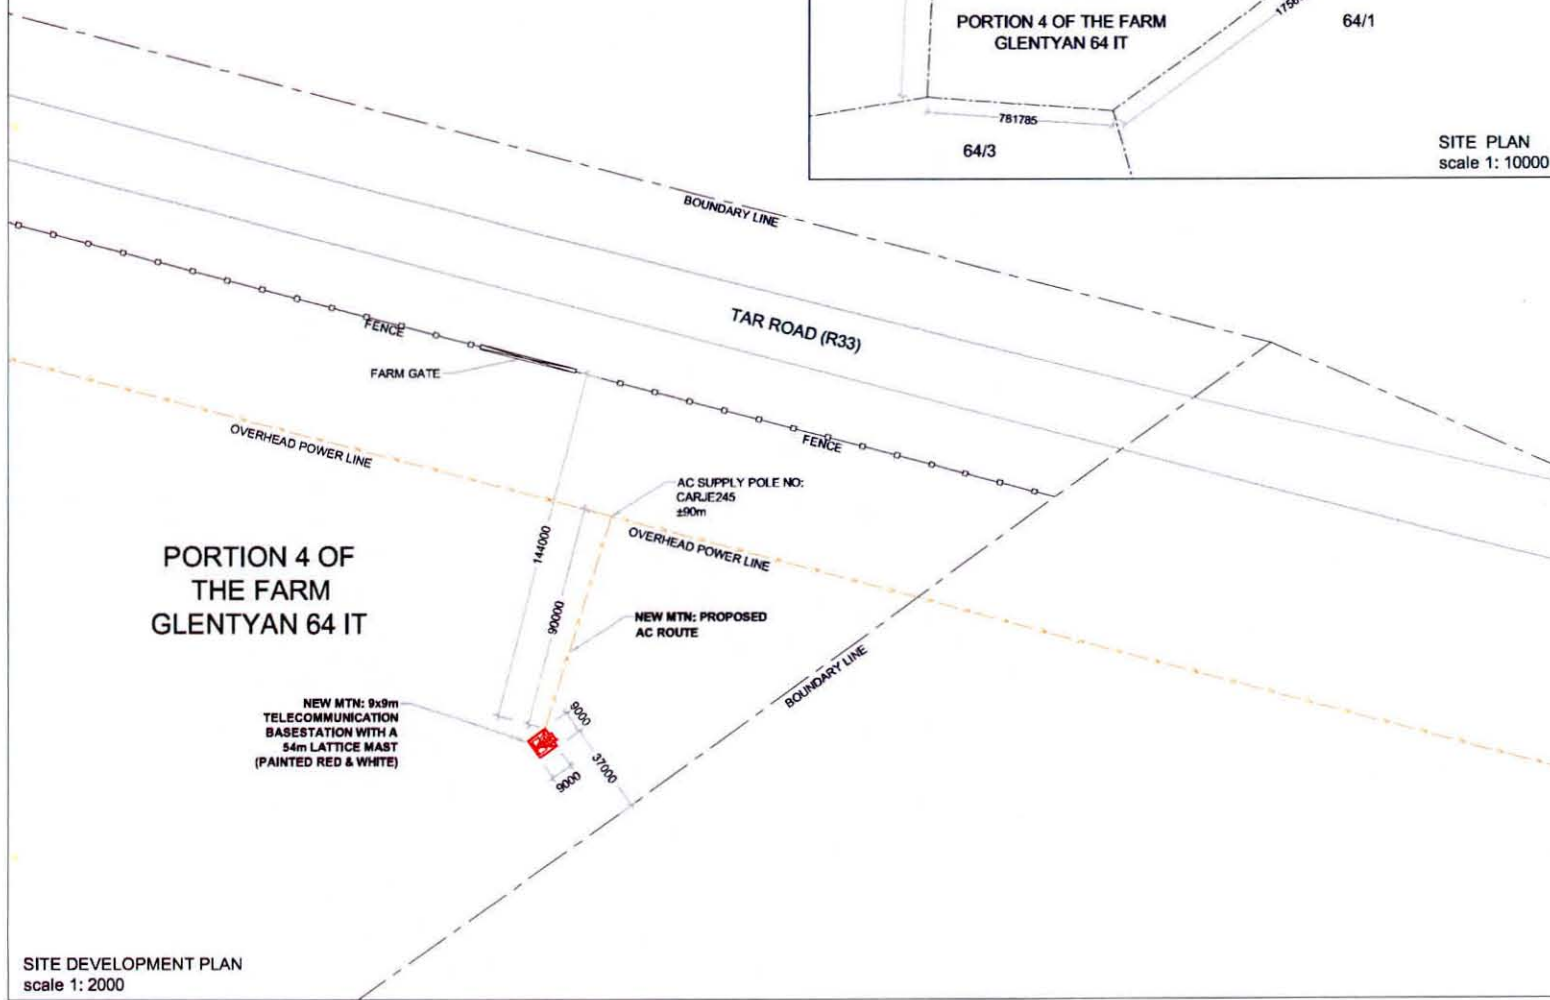 PORTION 4 OF THE FARM
GLENTYAN 64 IT
64/1
781785
64/3
SITE PLAN
scale 1: 10000
BOUNDARY LINE
TAR ROAD (R33)
FENCE
FARM GATE
FENCE
OVERHEAD POWER LINE
AC SUPPLY POLE NO:
CARJE245
±90m
OVERHEAD POWER LINE
144000
90000
PORTION 4 OF
THE FARM
GLENTYAN 64 IT
NEW MTN: PROPOSED
AC ROUTE
BOUNDARY LINE
NEW MTN: 9x9m
TELECOMMUNICATION
BASESTATION WITH A
54m LATTICE MAST
(PAINTED RED & WHITE)
9000
37000
9000
SITE DEVELOPMENT PLAN
scale 1: 2000